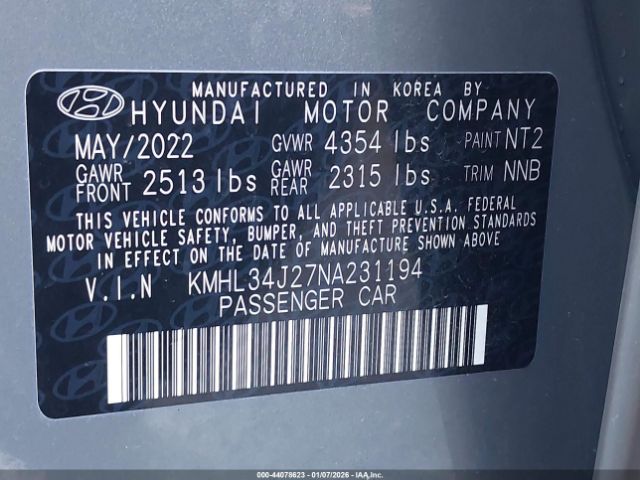 MANUFACTURED IN KOREA BY
HYUNDAI MOTOR COMPANY
MAY/2022 GVWR 4354 lbs PAINT NT2
GAWR FRONT 2513 lbs GAWR REAR 2315 lbs TRIM NNB
THIS VEHICLE CONFORMS TO ALL APPLICABLE U.S.A. FEDERAL
MOTOR VEHICLE SAFETY, BUMPER, AND THEFT PREVENTION STANDARDS
IN EFFECT ON THE DATE OF MANUFACTURE SHOWN ABOVE
V.I.N KMHL34J27NA231194
PASSENGER CAR
000-44078623 - 01/07/2026 - IAAI.CA